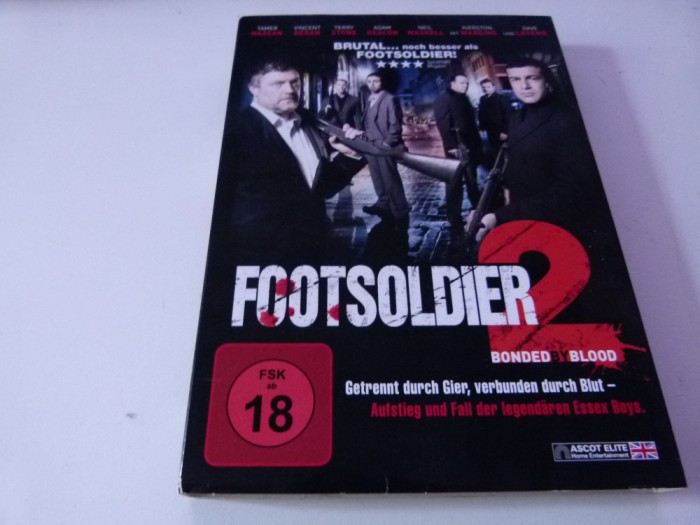 TAMER VINCENT TERRY ADAM NEIL KIERSTON DAVE
HASSAN REGAN STONE DEACON MASKELL WAREING LEGENO
BRUTAL... noch besser als
FOOTSOLDIER!
FOOTSOLDIER 2
BONDED BY BLOOD
FSK
ab
18
Getrennt durch Gier, verbunden durch Blut –
Aufstieg und Fall der legendären Essex Boys.
ASCOT ELITE
Home Entertainment